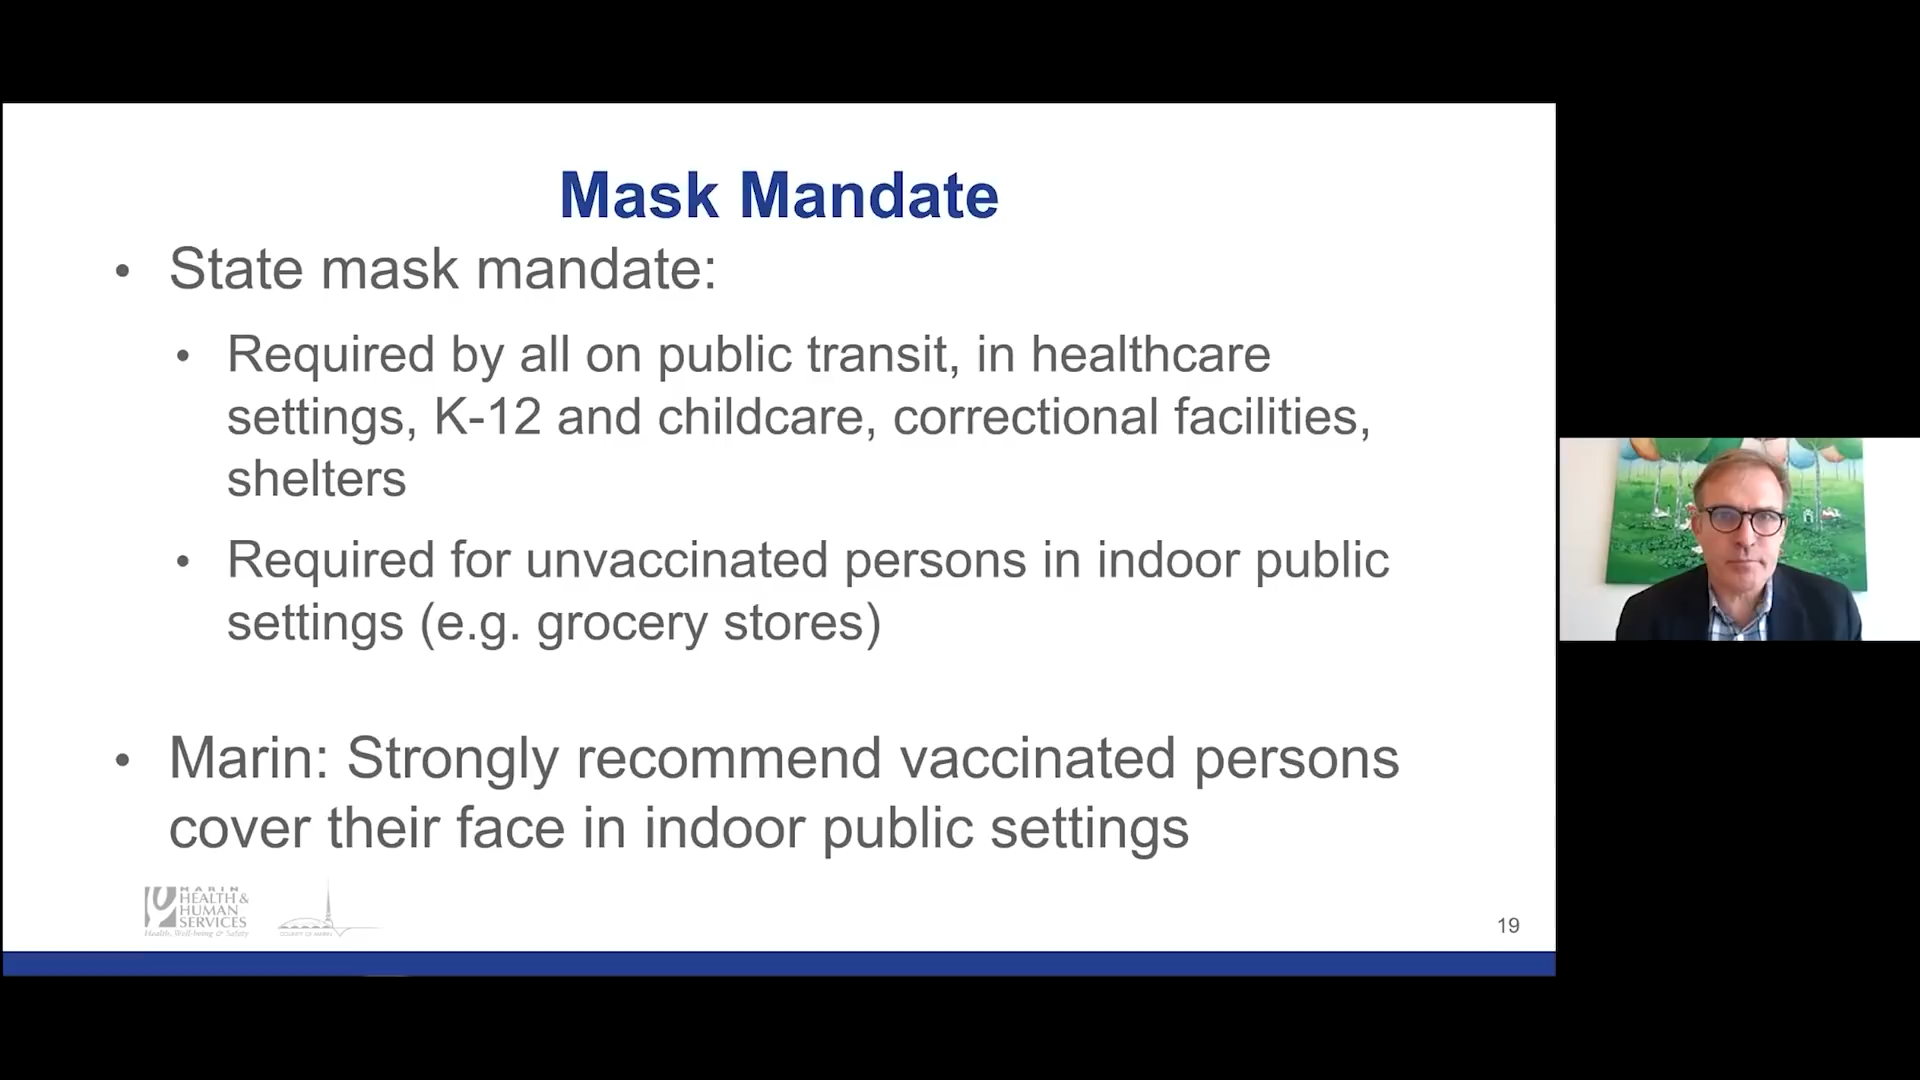 Mask Mandate
• State mask mandate:
• Required by all on public transit, in healthcare
settings, K-12 and childcare, correctional facilities,
shelters
• Required for unvaccinated persons in indoor public
settings (e.g. grocery stores)
• Marin: Strongly recommend vaccinated persons
cover their face in indoor public settings
MARIN
HEALTH &
HUMAN
SERVICES
Health, Well-being & Safety
COUNTY OF MARIN
19